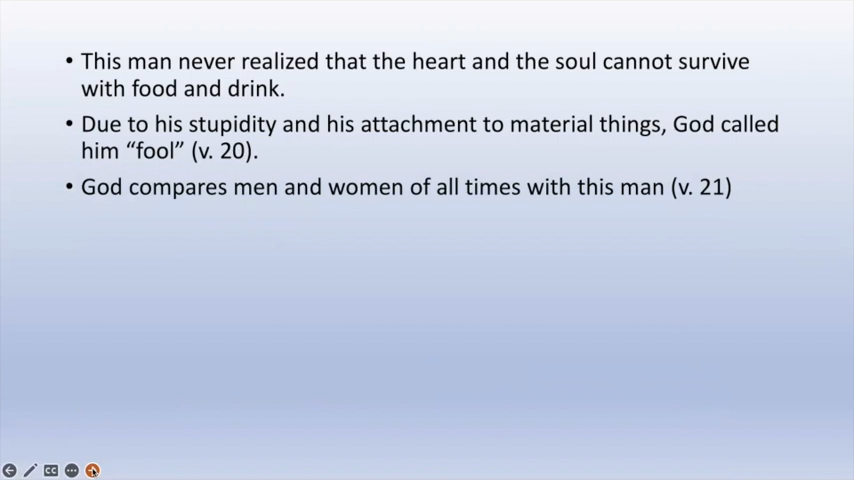 • This man never realized that the heart and the soul cannot survive
with food and drink.
• Due to his stupidity and his attachment to material things, God called
him “fool” (v. 20).
• God compares men and women of all times with this man (v. 21)
CC